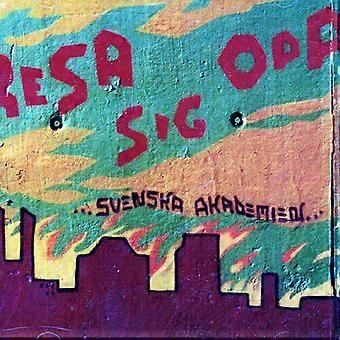 RESA OPP
SIG
...SVENSKA AKADEMIEN...